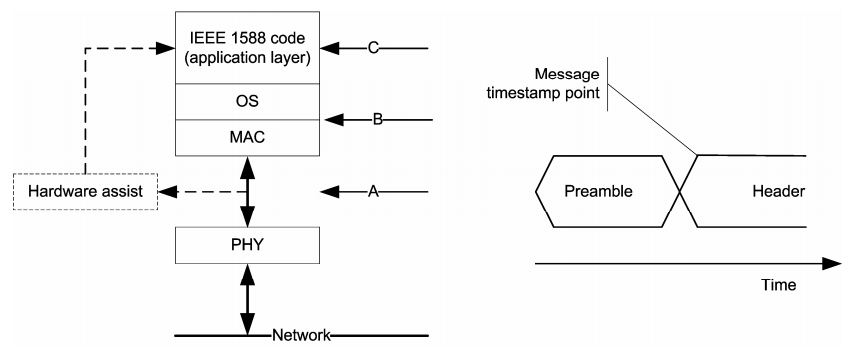 IEEE 1588 code
(application layer)
C
OS
B
MAC
Hardware assist
A
PHY
Network
Message
timestamp point
Preamble
Header
Time